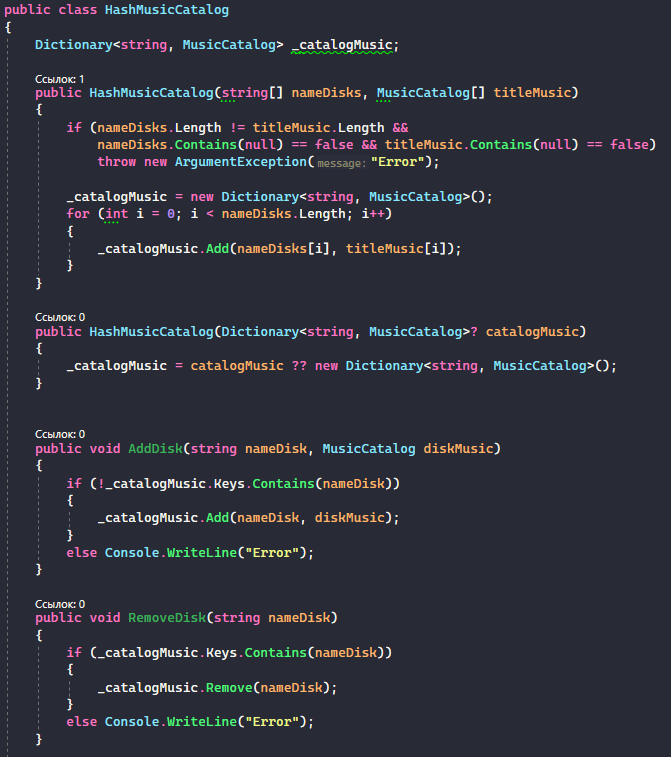 public class HashMusicCatalog
{
Dictionary<string, MusicCatalog> _catalogMusic;
Ссылок: 1
public HashMusicCatalog(string[] nameDisks, MusicCatalog[] titleMusic)
{
if (nameDisks.Length != titleMusic.Length &&
nameDisks.Contains(null) == false && titleMusic.Contains(null) == false)
throw new ArgumentException(message: "Error");
_catalogMusic = new Dictionary<string, MusicCatalog>();
for (int i = 0; i < nameDisks.Length; i++)
{
_catalogMusic.Add(nameDisks[i], titleMusic[i]);
}
}
Ссылок: 0
public HashMusicCatalog(Dictionary<string, MusicCatalog>? catalogMusic)
{
_catalogMusic = catalogMusic ?? new Dictionary<string, MusicCatalog>();
}
Ссылок: 0
public void AddDisk(string nameDisk, MusicCatalog diskMusic)
{
if (!_catalogMusic.Keys.Contains(nameDisk))
{
_catalogMusic.Add(nameDisk, diskMusic);
}
else Console.WriteLine("Error");
}
Ссылок: 0
public void RemoveDisk(string nameDisk)
{
if (_catalogMusic.Keys.Contains(nameDisk))
{
_catalogMusic.Remove(nameDisk);
}
else Console.WriteLine("Error");
}